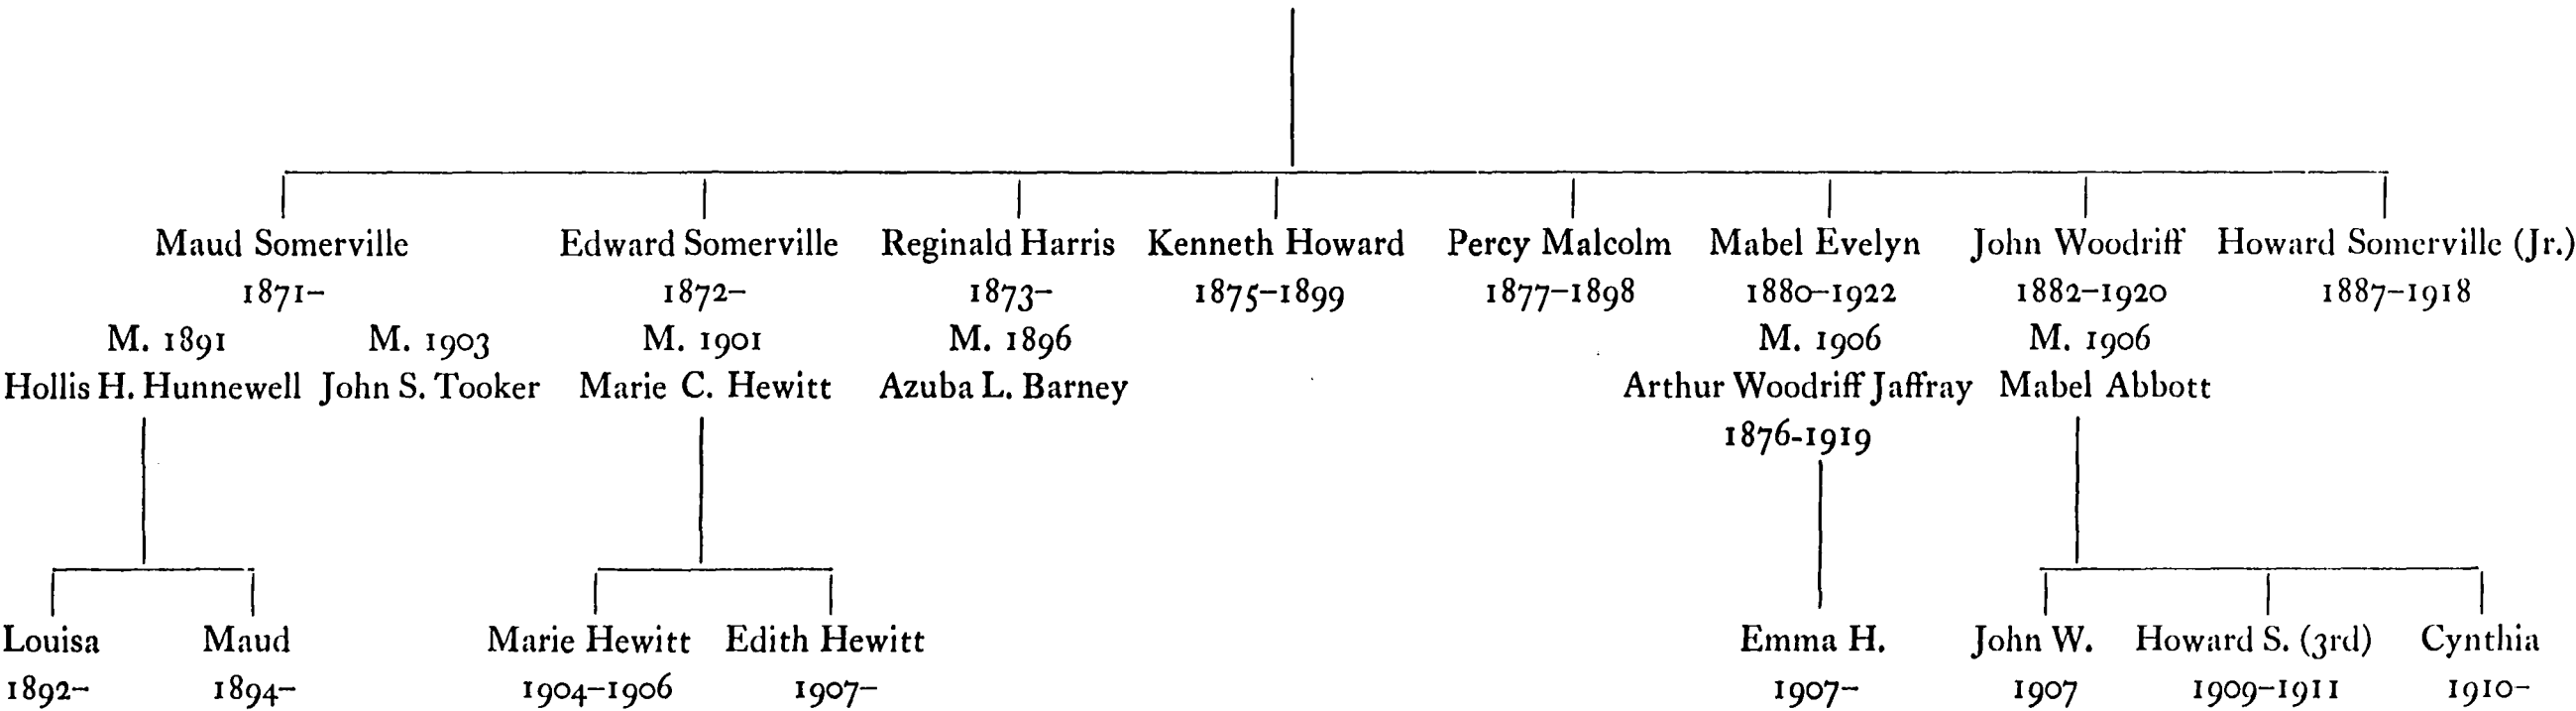 Maud Somerville Edward Somerville Reginald Harris Kenneth Howard Percy Malcolm Mabel Evelyn John Woodriff Howard Somerville (Jr.)
1871– 1872– 1873– 1875–1899 1877–1898 1880–1922 1882–1920 1887–1918
M. 1891 M. 1903 M. 1901 M. 1896 M. 1906 M. 1906
Hollis H. Hunnewell John S. Tooker Marie C. Hewitt Azuba L. Barney Arthur Woodriff Jaffray Mabel Abbott
1876-1919
Louisa Maud Marie Hewitt Edith Hewitt Emma H. John W. Howard S. (3rd) Cynthia
1892– 1894– 1904–1906 1907– 1907– 1907 1909–1911 1910–